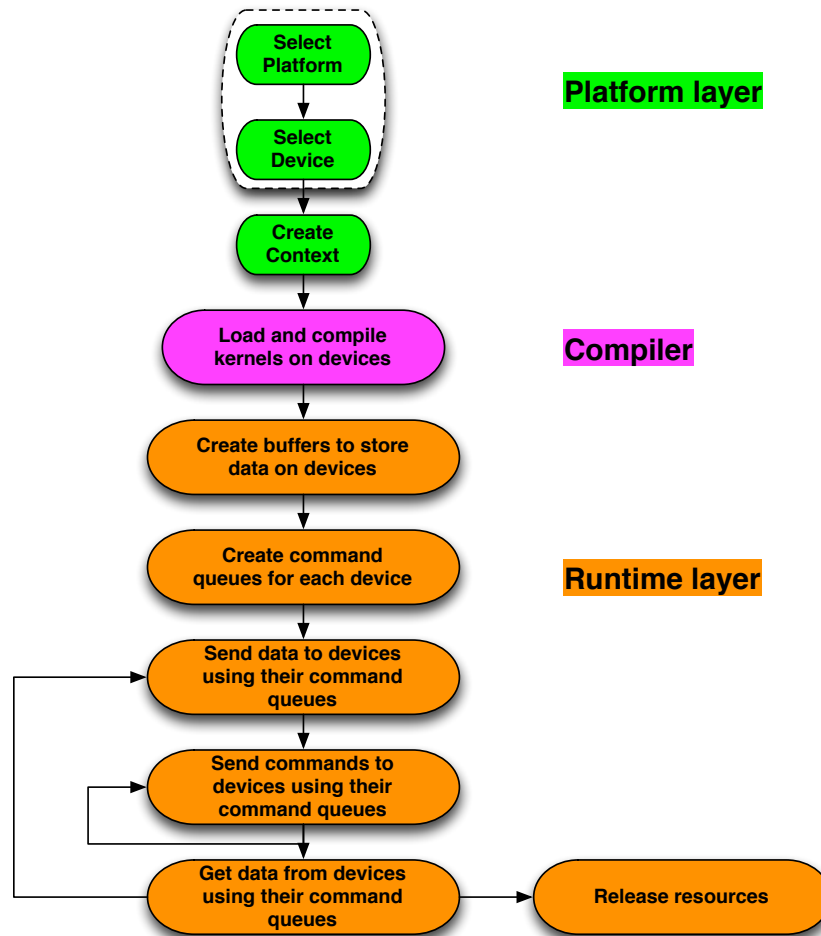 Select
Platform
Platform layer
Select
Device
Create
Context
Load and compile
kernels on devices
Compiler
Create buffers to store
data on devices
Create command
queues for each device
Runtime layer
Send data to devices
using their command
queues
Send commands to
devices using their
command queues
Get data from devices
using their command
queues
Release resources